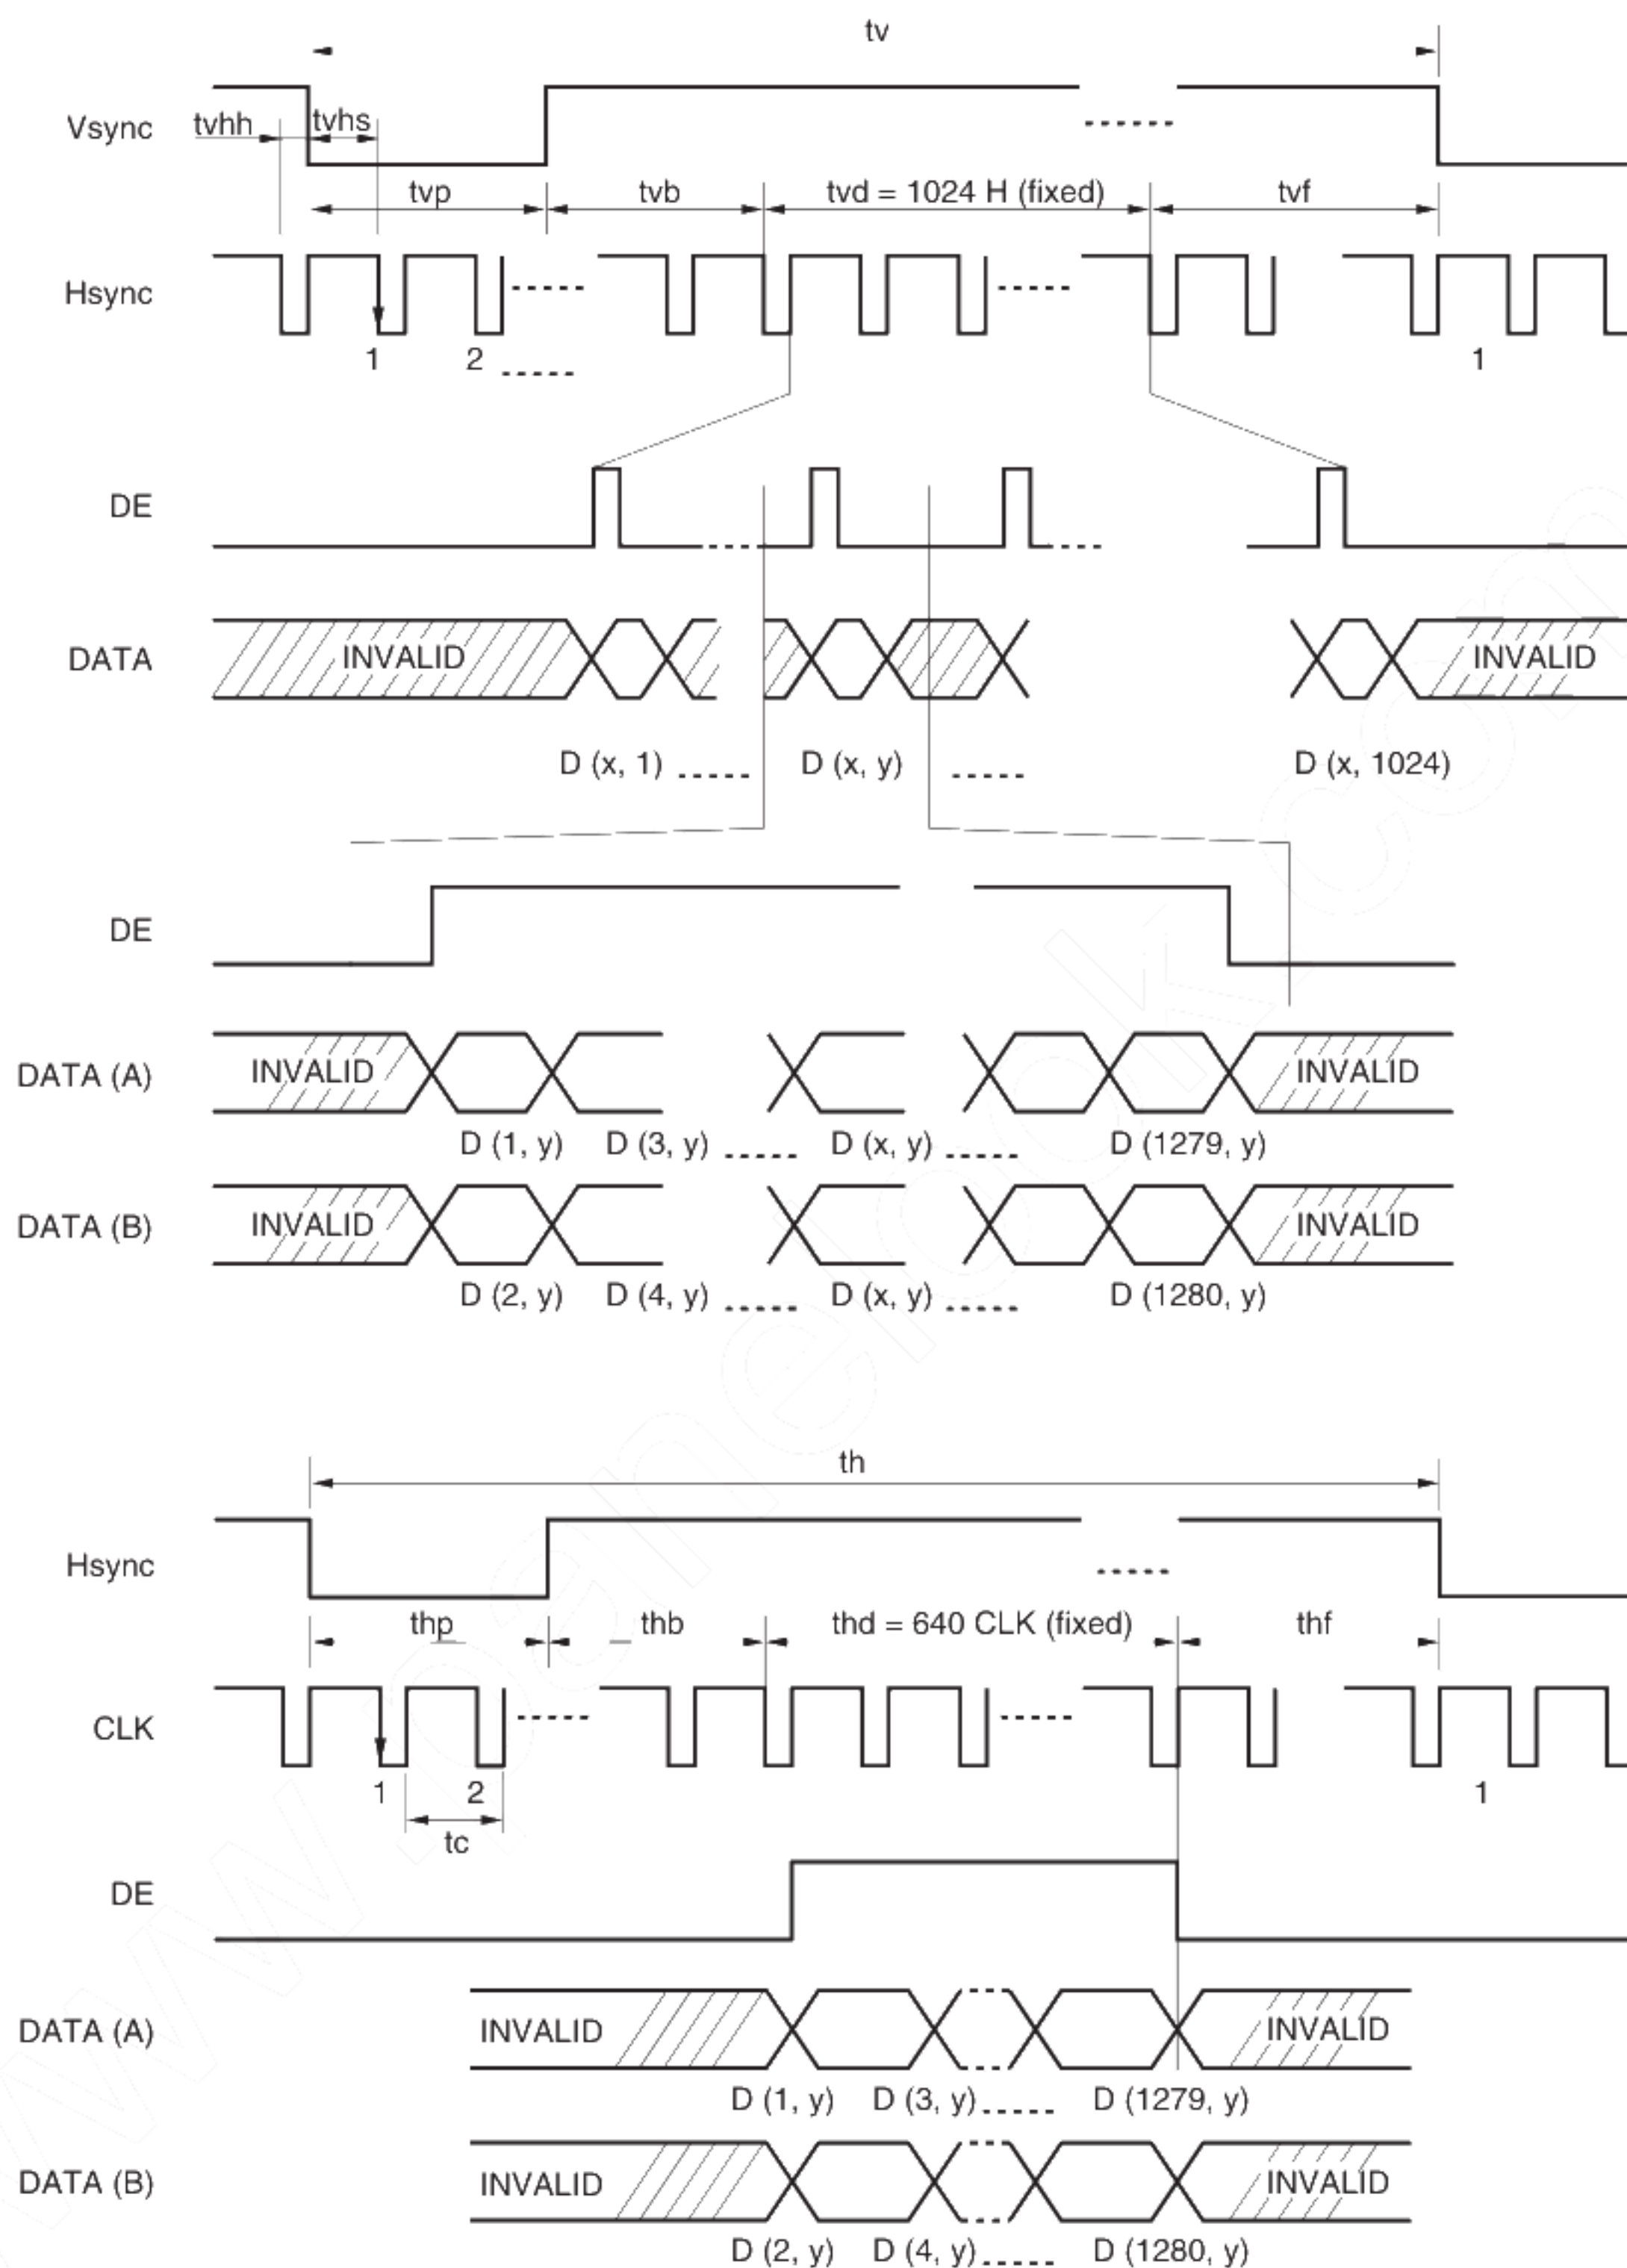 tv
Vsync tvhh tvhs
tvp tvb tvd = 1024 H (fixed) tvf
Hsync
1 2 1
DE
DATA INVALID INVALID
D (x, 1) D (x, y) D (x, 1024)
DE
DATA (A) INVALID INVALID
D (1, y) D (3, y) D (x, y) D (1279, y)
DATA (B) INVALID INVALID
D (2, y) D (4, y) D (x, y) D (1280, y)
th
Hsync
thp thb thd = 640 CLK (fixed) thf
CLK
1 2 1
tc
DE
DATA (A) INVALID INVALID
D (1, y) D (3, y) D (1279, y)
DATA (B) INVALID INVALID
D (2, y) D (4, y) D (1280, y)